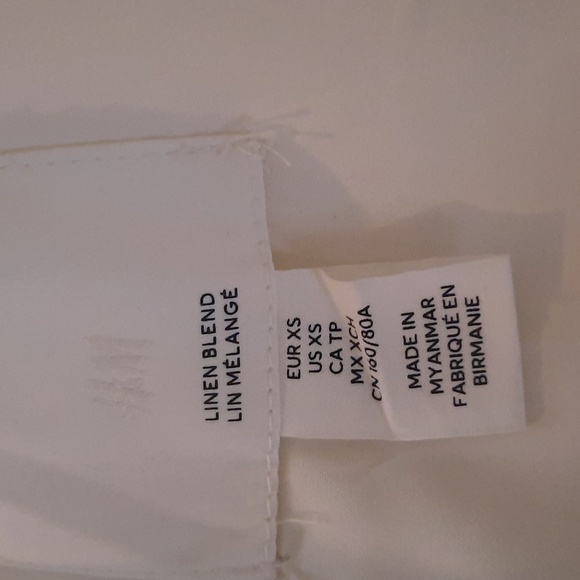 LINEN BLEND
LIN MÉLANGÉ
EUR XS
US XS
CA TP
MX XCH
CN 160/80A
MADE IN
MYANMAR
FABRIQUÉ EN
BIRMANIE